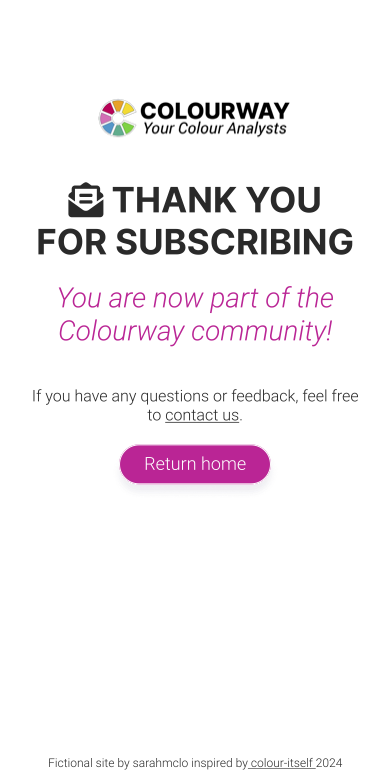 COLOURWAY
Your Colour Analysts
THANK YOU
FOR SUBSCRIBING
You are now part of the
Colourway community!
If you have any questions or feedback, feel free
to contact us.
Return home
Fictional site by sarahmclo inspired by colour-itself 2024